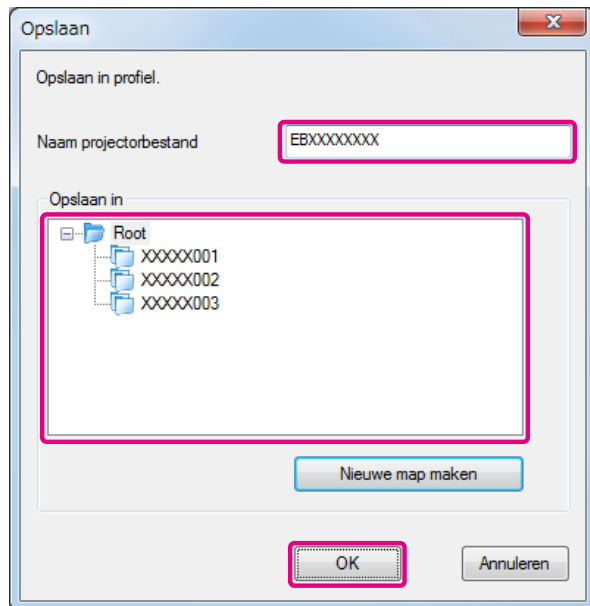 Opslaan
Opslaan in profiel.
Naam projectorbestand EBXXXXXXXX
Opslaan in
Root
XXXXX001
XXXXX002
XXXXX003
Nieuwe map maken
OK Annuleren